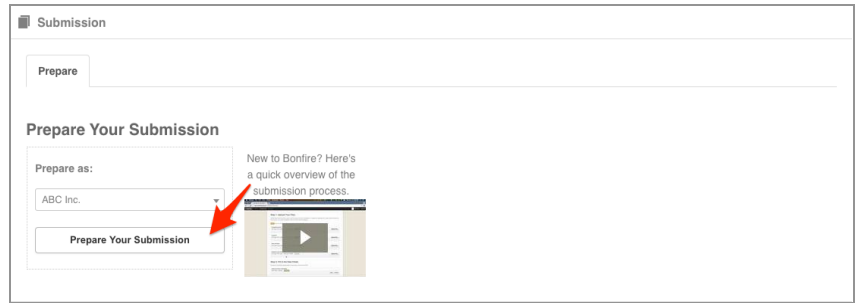 Submission
Prepare
Prepare Your Submission
Prepare as:
ABC Inc.
Prepare Your Submission
New to Bonfire? Here's
a quick overview of the
submission process.